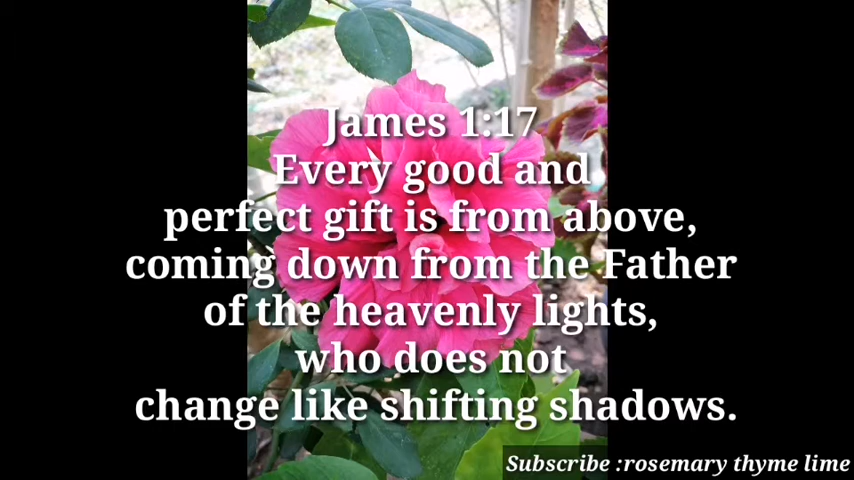 James 1:17
Every good and
perfect gift is from above,
coming down from the Father
of the heavenly lights,
who does not
change like shifting shadows.
Subscribe :rosemary thyme lime